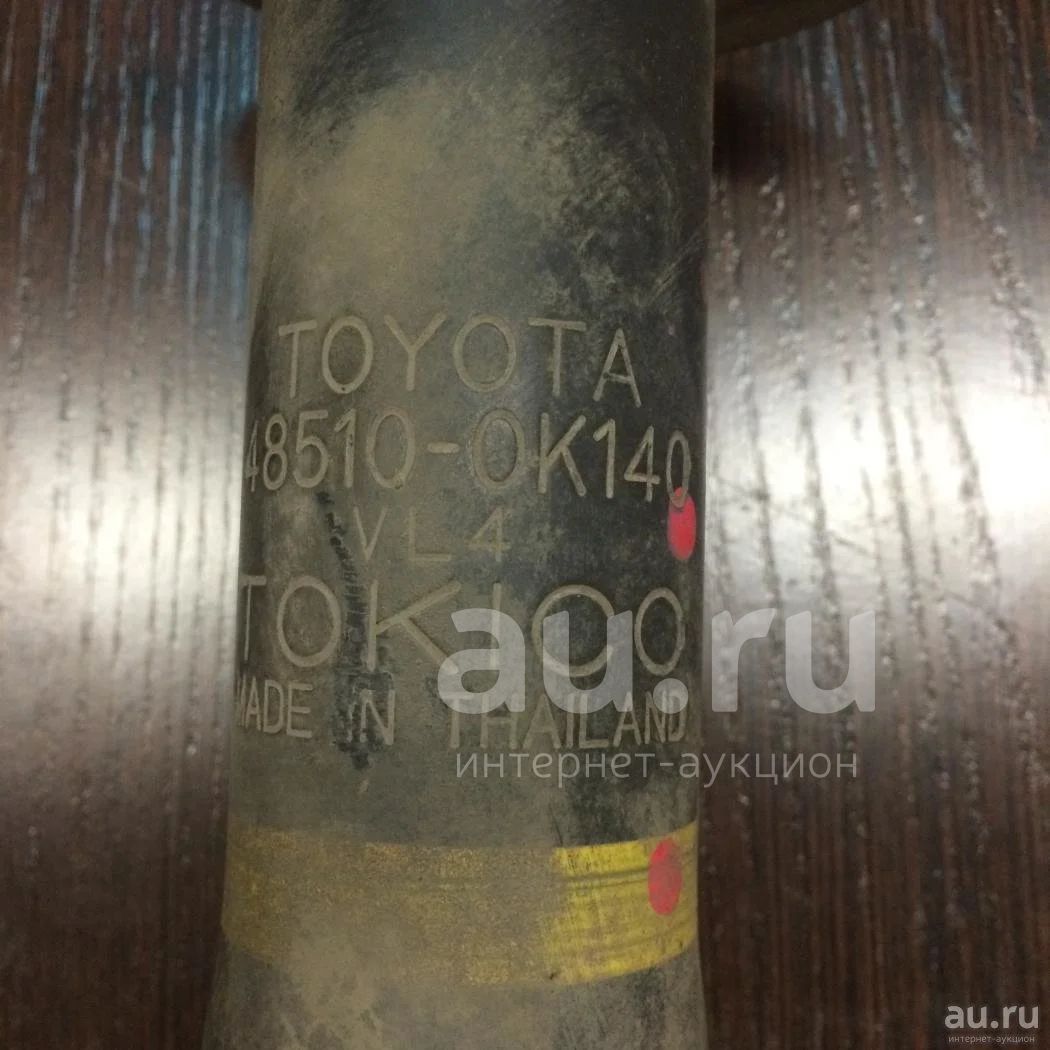 TOYOTA
48510-0K140
VL4
TOKICO
MADE IN THAILAND
au.ru
интернет-аукцион
au.ru
интернет-аукцион